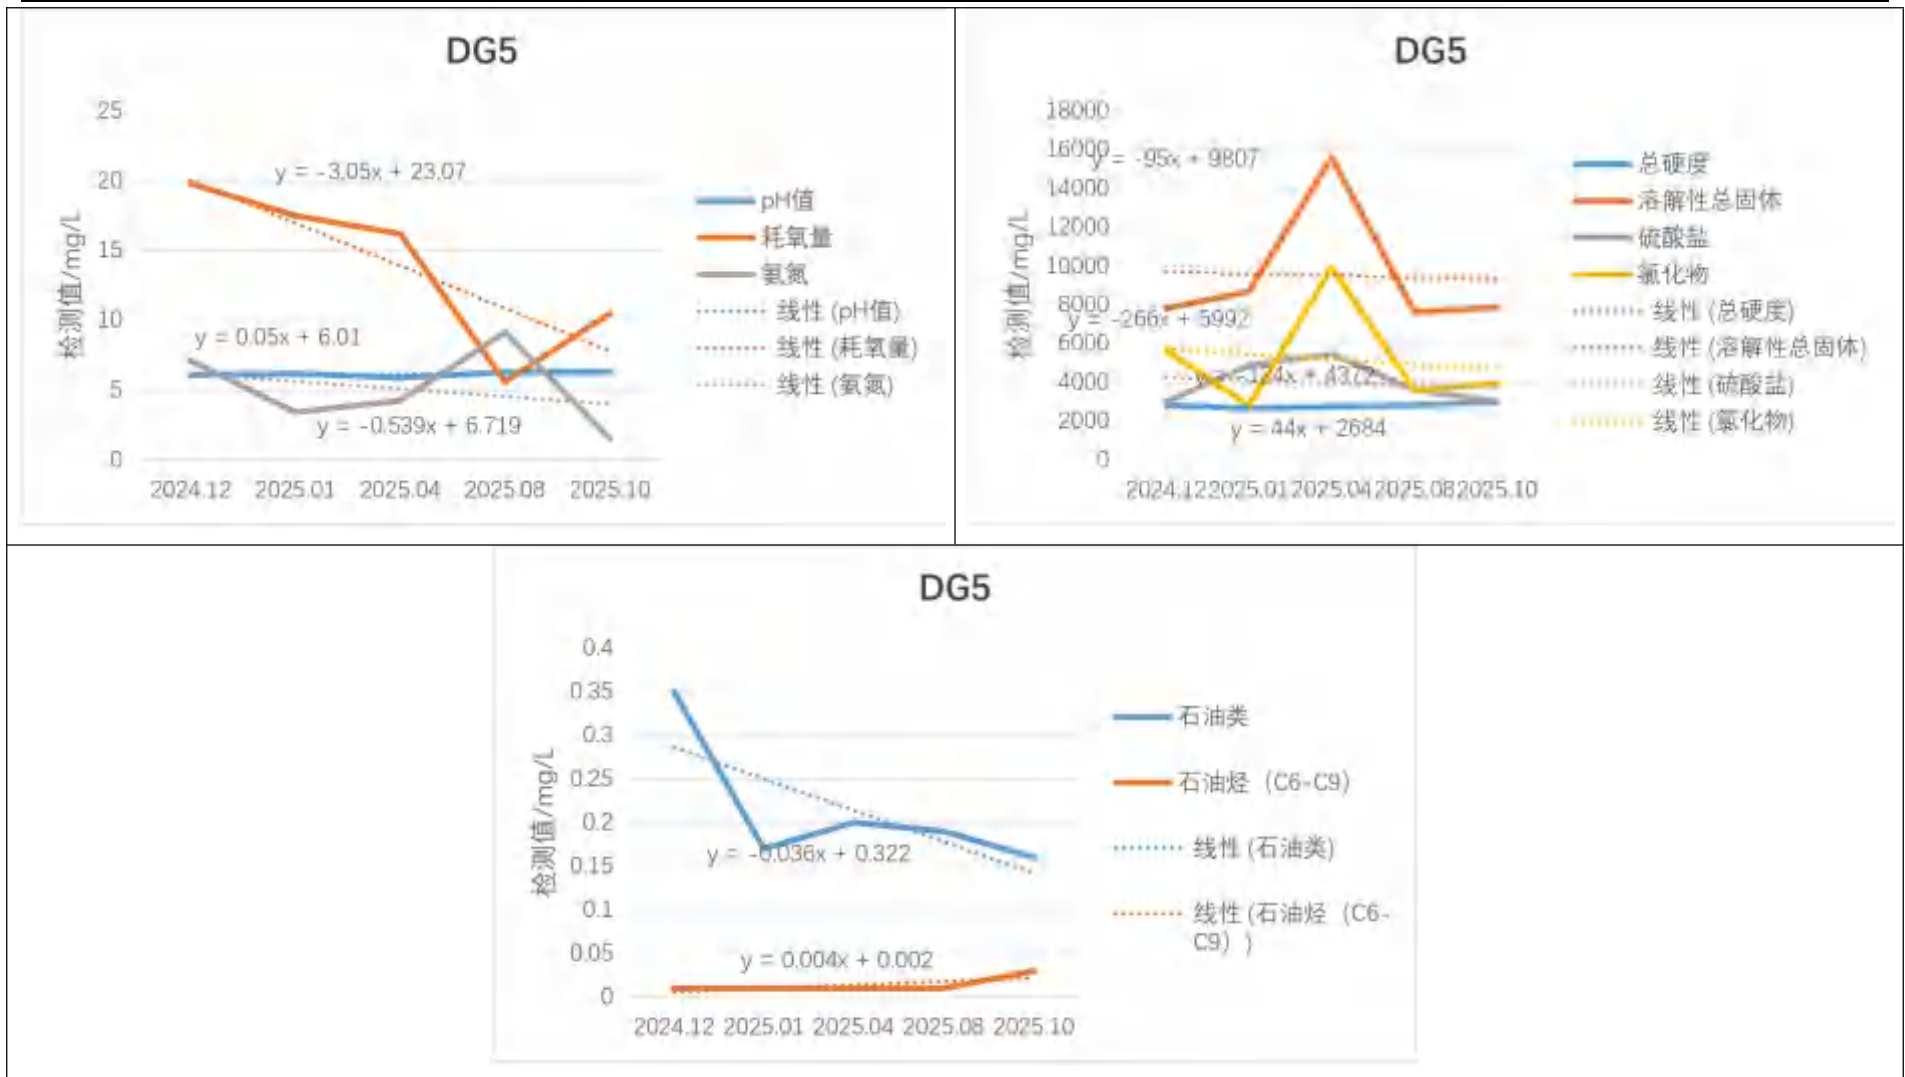 DG5
25
20
15
10
5
0
检测值/mg/L
y = -3.05x + 23.07
y = 0.05x + 6.01
y = -0.539x + 6.719
2024.12 2025.01 2025.04 2025.08 2025.10
pH值
耗氧量
氨氮
线性 (pH值)
线性 (耗氧量)
线性 (氨氮)
DG5
18000
16000
14000
12000
10000
8000
6000
4000
2000
0
检测值/mg/L
y = -95x + 9807
y = -266x + 5992
y = 44x + 2684
2024.12 2025.01 2025.04 2025.08 2025.10
总硬度
溶解性总固体
硫酸盐
氯化物
线性 (总硬度)
线性 (溶解性总固体)
线性 (硫酸盐)
线性 (氯化物)
DG5
0.4
0.35
0.3
0.25
0.2
0.15
0.1
0.05
0
检测值/mg/L
y = -0.036x + 0.322
y = 0.004x + 0.002
2024.12 2025.01 2025.04 2025.08 2025.10
石油类
石油烃（C6-C9）
线性 (石油类)
线性 (石油烃（C6-
C9）)